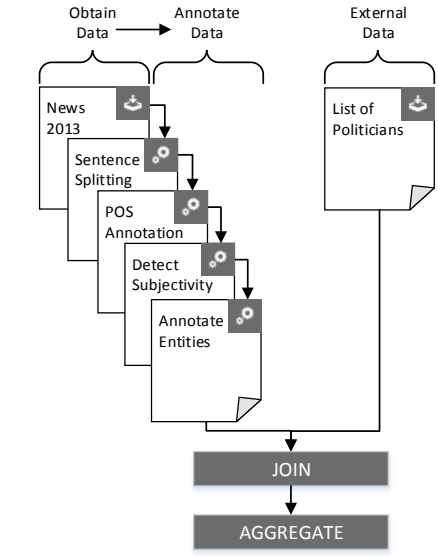 Obtain
Data
Annotate
Data
External
Data
News
2013
Sentence
Splitting
POS
Annotation
Detect
Subjectivity
Annotate
Entities
List of
Politicians
JOIN
AGGREGATE